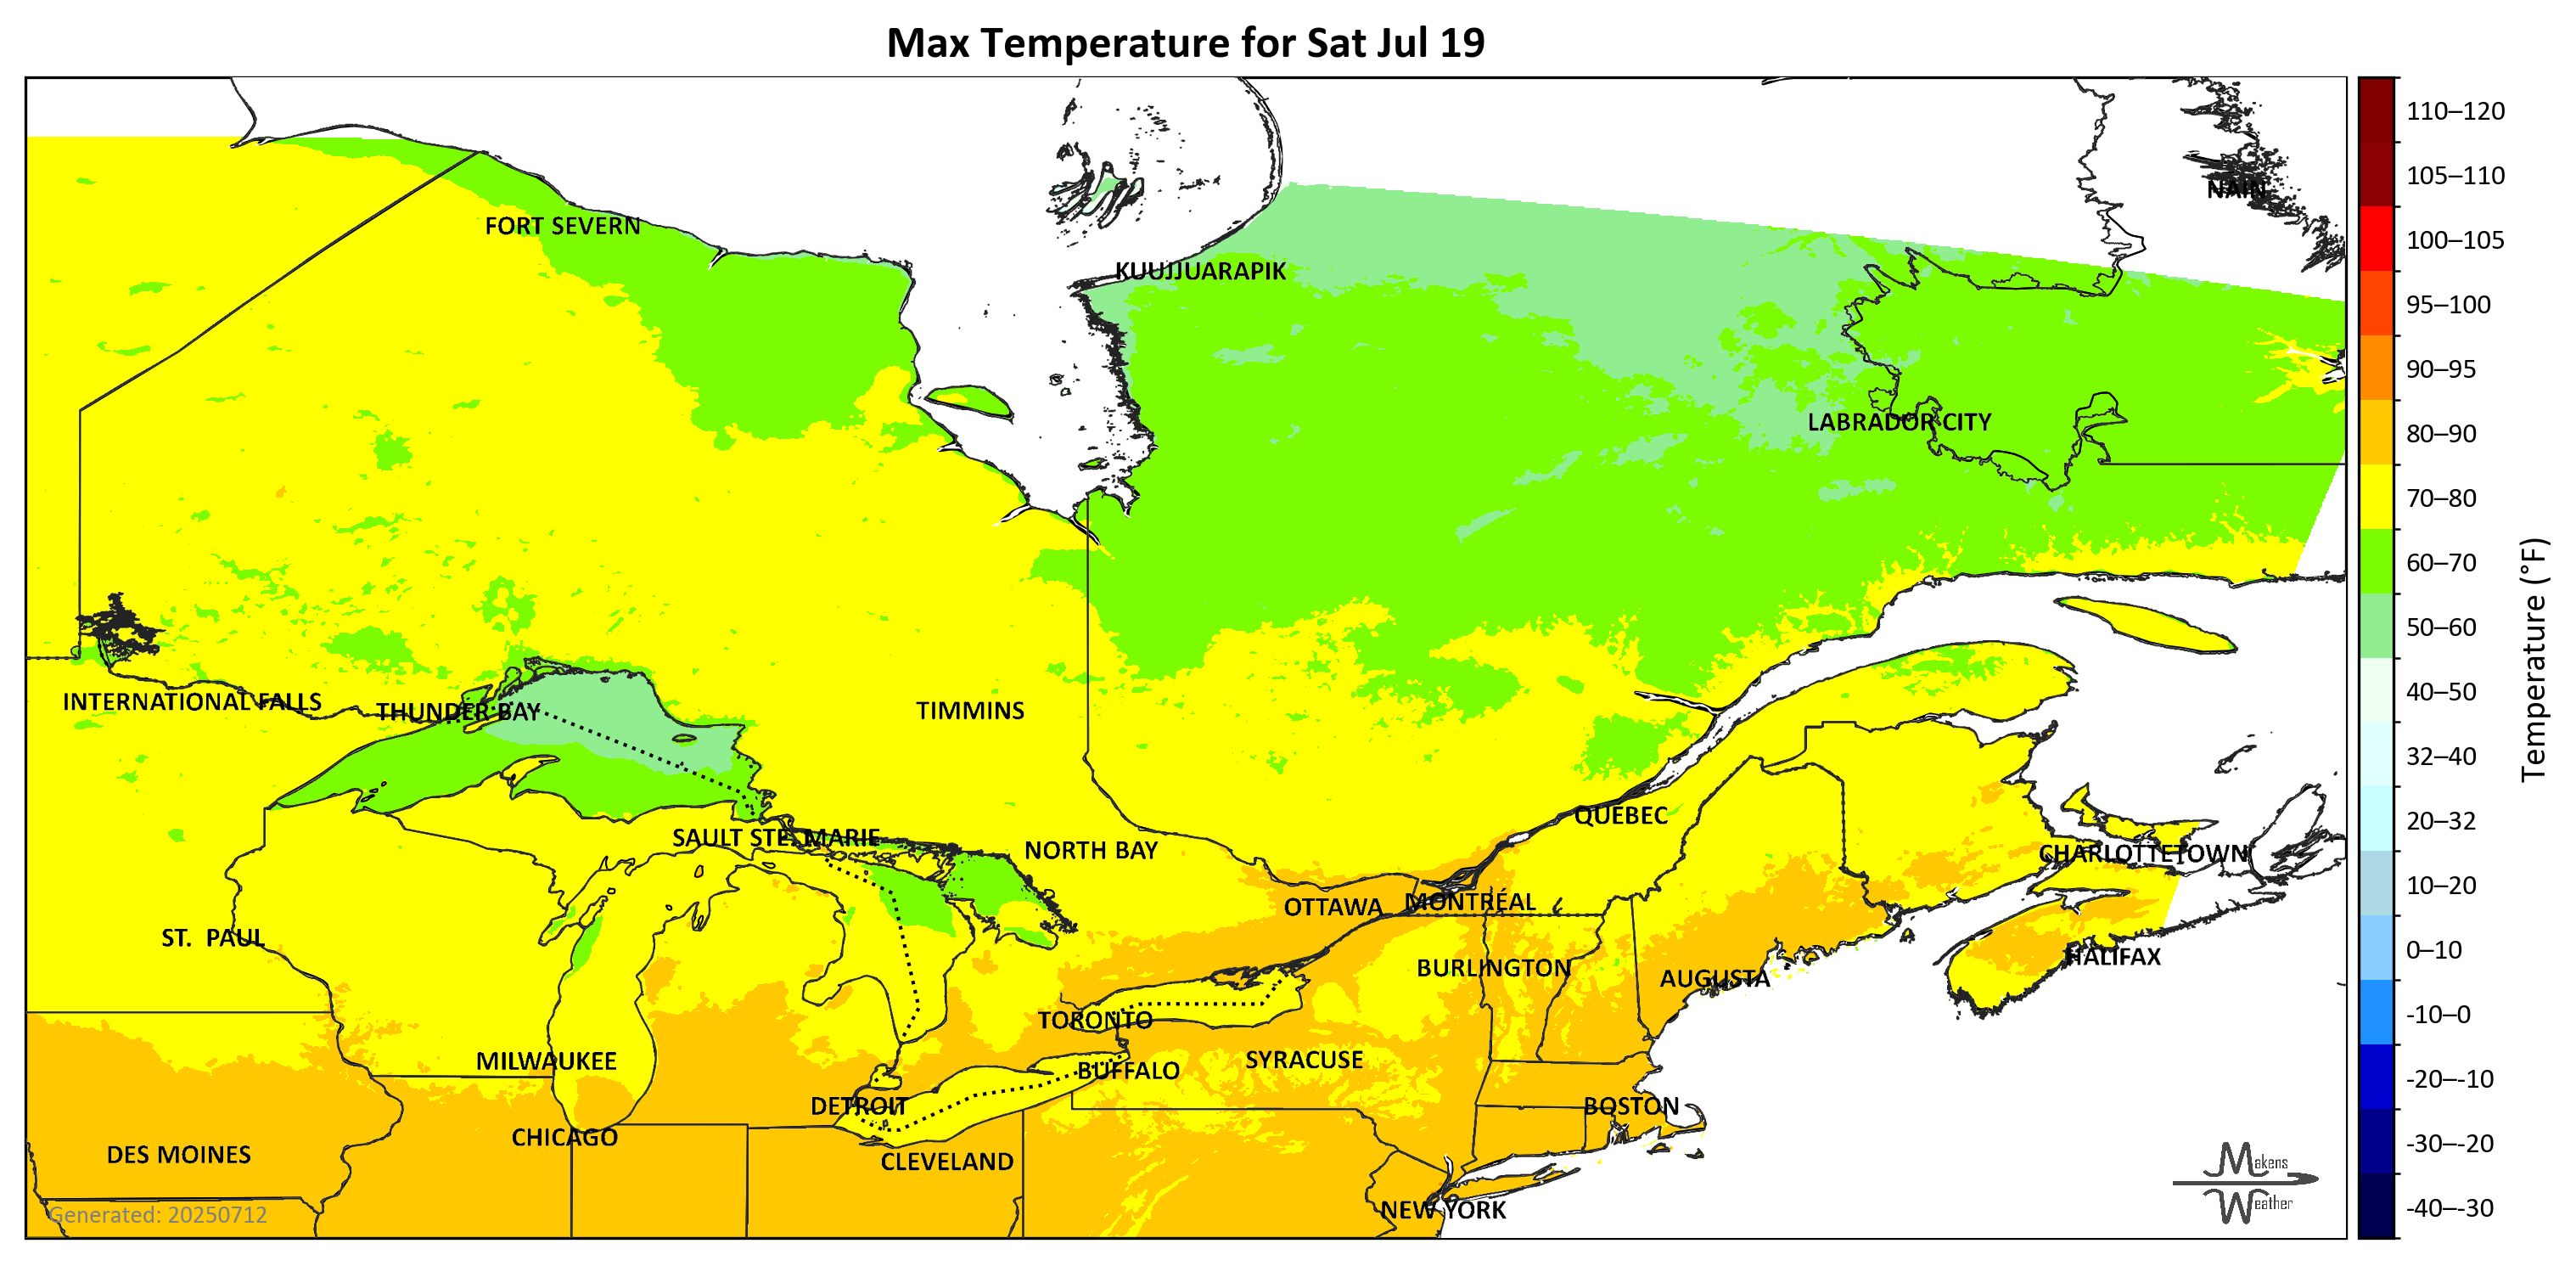 Max Temperature for Sat Jul 19
NAIN
FORT SEVERN
KUUJJUARAPIK
LABRADOR CITY
INTERNATIONAL FALLS
THUNDER BAY
TIMMINS
QUEBEC
SAULT STE. MARIE
NORTH BAY
CHARLOTTETOWN
OTTAWA
MONTRÉAL
ST. PAUL
HALIFAX
BURLINGTON
AUGUSTA
TORONTO
MILWAUKEE
SYRACUSE
BUFFALO
DETROIT
BOSTON
CHICAGO
DES MOINES
CLEVELAND
NEW YORK
Generated: 20250712
Makens
Weather
110–120
105–110
100–105
95–100
90–95
80–90
70–80
60–70
50–60
40–50
32–40
20–32
10–20
0–10
-10–0
-20–-10
-30–-20
-40–-30
Temperature (°F)